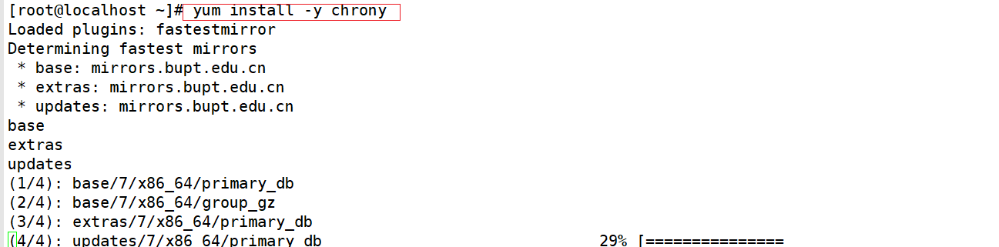 [root@localhost ~]# yum install -y chrony
Loaded plugins: fastestmirror
Determining fastest mirrors
 * base: mirrors.bupt.edu.cn
 * extras: mirrors.bupt.edu.cn
 * updates: mirrors.bupt.edu.cn
base
extras
updates
(1/4): base/7/x86_64/primary_db
(2/4): base/7/x86_64/group_gz
(3/4): extras/7/x86_64/primary_db
(4/4): updates/7/x86_64/primary_db 29% [===============